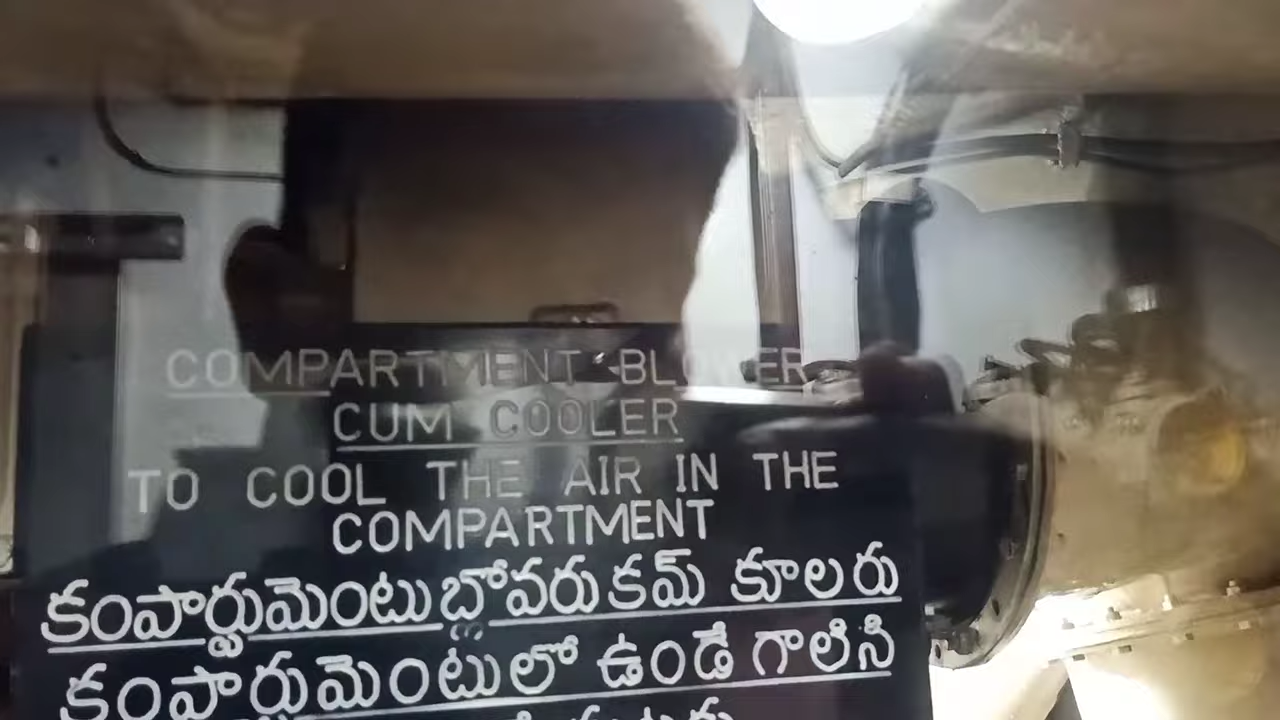 COMPARTMENT BLOWER
CUM COOLER
TO COOL THE AIR IN THE
COMPARTMENT
కంపార్టుమెంటు బ్లోవరు కమ్ కూలరు
కంపార్టుమెంటులో ఉండే గాలిని